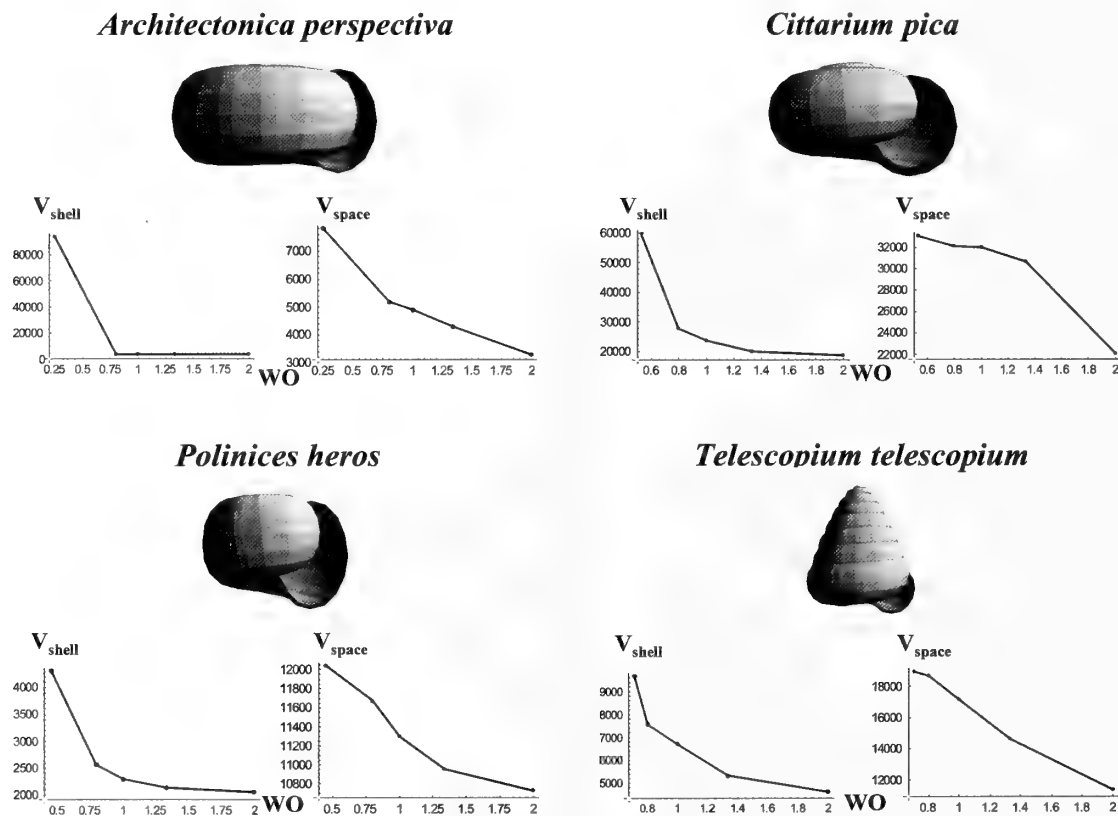 Architectonica perspectiva
Cittarium pica
V shell
V space
V shell
V space
80000
60000
40000
20000
0
0.25 0.5 0.75 1 1.25 1.5 1.75 2
7000
6000
5000
4000
3000
0.25 0.5 0.75 1 1.25 1.5 1.75 2
WO
60000
50000
40000
30000
20000
0.6 0.8 1 1.2 1.4 1.6 1.8 2
32000
30000
28000
26000
24000
22000
0.6 0.8 1 1.2 1.4 1.6 1.8 2
WO
Polinices heros
Telescopium telescopium
V shell
V space
V shell
V space
4000
3500
3000
2500
2000
0.5 0.75 1 1.25 1.5 1.75 2
12000
11800
11600
11400
11200
11000
10800
0.5 0.75 1 1.25 1.5 1.75 2
WO
9000
8000
7000
6000
5000
0.8 1 1.2 1.4 1.6 1.8 2
18000
16000
14000
12000
0.8 1 1.2 1.4 1.6 1.8 2
WO